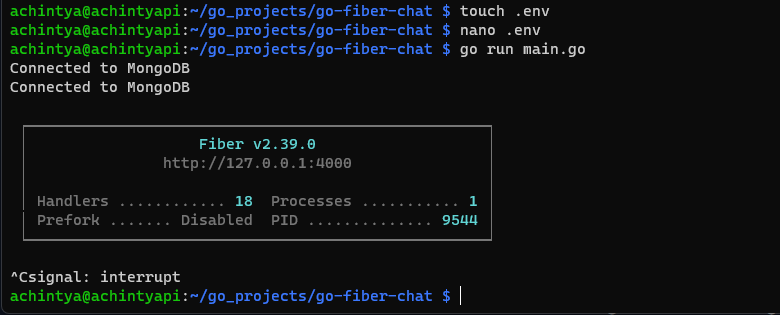 achintya@achintyapi:~/go_projects/go-fiber-chat $ touch .env
achintya@achintyapi:~/go_projects/go-fiber-chat $ nano .env
achintya@achintyapi:~/go_projects/go-fiber-chat $ go run main.go
Connected to MongoDB
Connected to MongoDB
Fiber v2.39.0
http://127.0.0.1:4000
Handlers ............ 18 Processes ........... 1
Prefork ....... Disabled PID .............. 9544
^Csignal: interrupt
achintya@achintyapi:~/go_projects/go-fiber-chat $